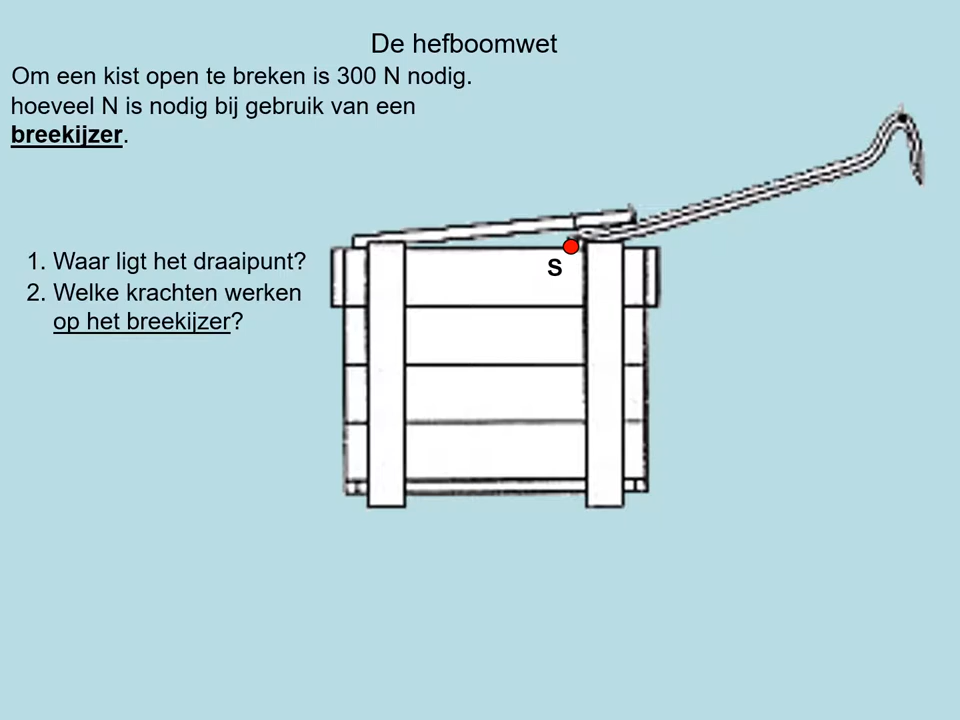 De hefboomwet
Om een kist open te breken is 300 N nodig.
hoeveel N is nodig bij gebruik van een
breekijzer.
1. Waar ligt het draaipunt?
2. Welke krachten werken
op het breekijzer?
S